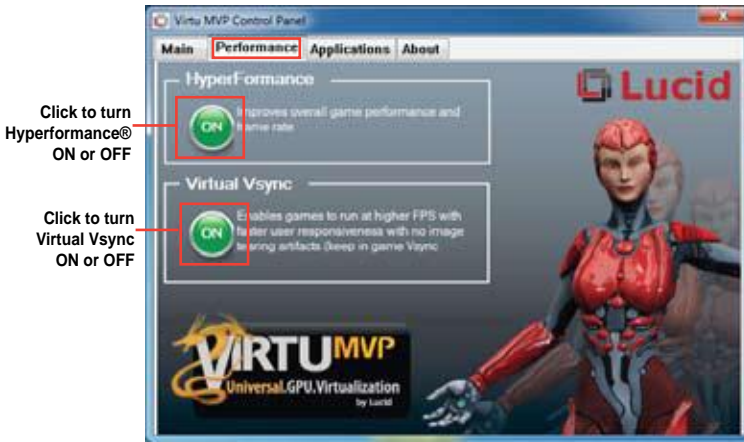 Virtu MVP Control Panel
Main Performance Applications About
HyperFormance
ON
Improves overall game performance and
frame rate
Lucid
Click to turn
Hyperformance®
ON or OFF
Virtual Vsync
ON
Enables games to run at higher FPS with
faster user responsiveness with no image
tearing artifacts (keep in game Vsync
Click to turn
Virtual Vsync
ON or OFF
VIRTUMVP
Universal.GPU.Virtualization
by Lucid